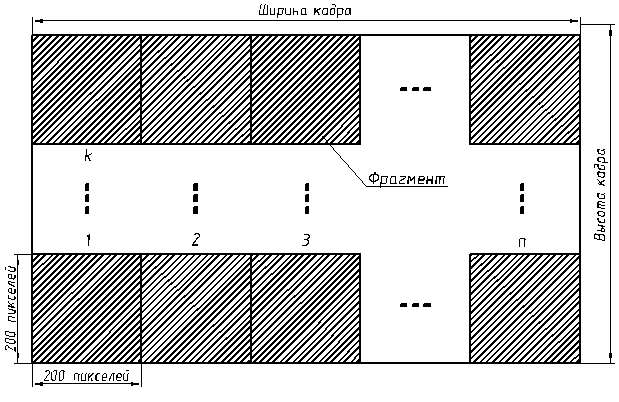 Ширина кадра
k
Фрагмент
Высота кадра
1 2 3 n
200 пикселей
200 пикселей